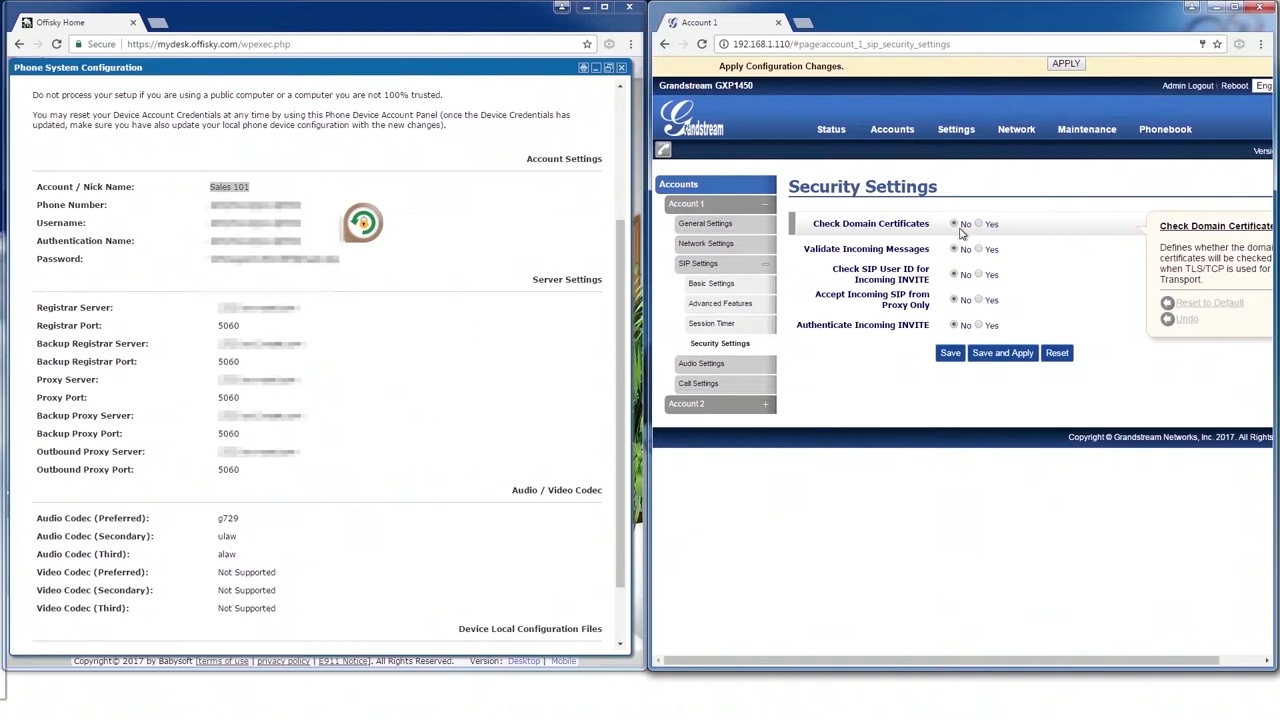 Offisky Home
Secure https://mydesk.offisky.com/wpexec.php
Phone System Configuration
Do not process your setup if you are using a public computer or a computer you are not 100% trusted.
You may reset your Device Account Credentials at any time by using this Phone Device Account Panel (once the Device Credentials has
updated, make sure you have also update your local phone device configuration with the new changes).
Account Settings
Account / Nick Name: Sales 101
Phone Number:
Username:
Authentication Name:
Password:
Server Settings
Registrar Server:
Registrar Port: 5060
Backup Registrar Server:
Backup Registrar Port: 5060
Proxy Server:
Proxy Port: 5060
Backup Proxy Server:
Backup Proxy Port: 5060
Outbound Proxy Server:
Outbound Proxy Port: 5060
Audio / Video Codec
Audio Codec (Preferred): g729
Audio Codec (Secondary): ulaw
Audio Codec (Third): alaw
Video Codec (Preferred): Not Supported
Video Codec (Secondary): Not Supported
Video Codec (Third): Not Supported
Device Local Configuration Files
Copyright© 2017 by Babysoft [terms of use | privacy policy | E911 Notice]. All Rights Reserved. Version: Desktop | Mobile
Account 1
192.168.1.110/#page:account_1_sip_security_settings
Apply Configuration Changes. APPLY
Grandstream GXP1450 Admin Logout | Reboot Eng
Grandstream
Status Accounts Settings Network Maintenance Phonebook
Versi
Accounts
Account 1
General Settings
Network Settings
SIP Settings
Basic Settings
Advanced Features
Session Timer
Security Settings
Audio Settings
Call Settings
Account 2
Security Settings
Check Domain Certificates No Yes
Validate Incoming Messages No Yes
Check SIP User ID for
Incoming INVITE No Yes
Accept Incoming SIP from
Proxy Only No Yes
Authenticate Incoming INVITE No Yes
Save Save and Apply Reset
Check Domain Certificate
Defines whether the domai
certificates will be checked
when TLS/TCP is used for
Transport.
Reset to Default
Undo
Copyright © Grandstream Networks, Inc. 2017. All Rights